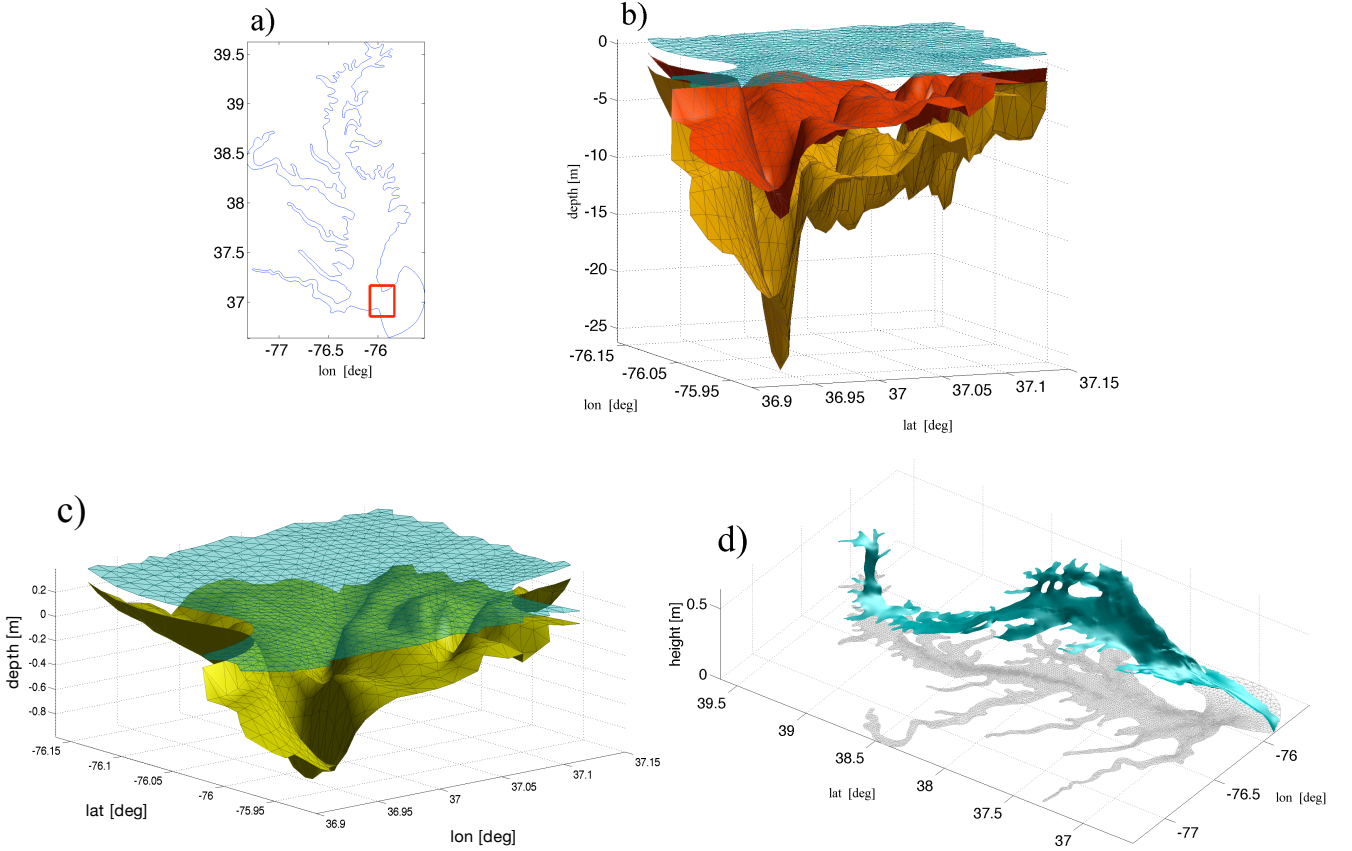 a)
39.5
39
38.5
38
37.5
37
-77 -76.5 -76
lon [deg]
b)
0
-5
-10
-15
-20
-25
depth [m]
-76.15
-76.05
-75.95
lon [deg]
36.9 36.95 37 37.05 37.1 37.15
lat [deg]
c)
0.2
0
-0.2
-0.4
-0.6
-0.8
depth [m]
-76.15
-76.1
-76.05
-76
-75.95
lat [deg]
36.9 36.95 37 37.05 37.1 37.15
lon [deg]
d)
0.5
0
height [m]
39.5
39
38.5
38
37.5
37
lat [deg]
-76
-76.5
-77
lon [deg]